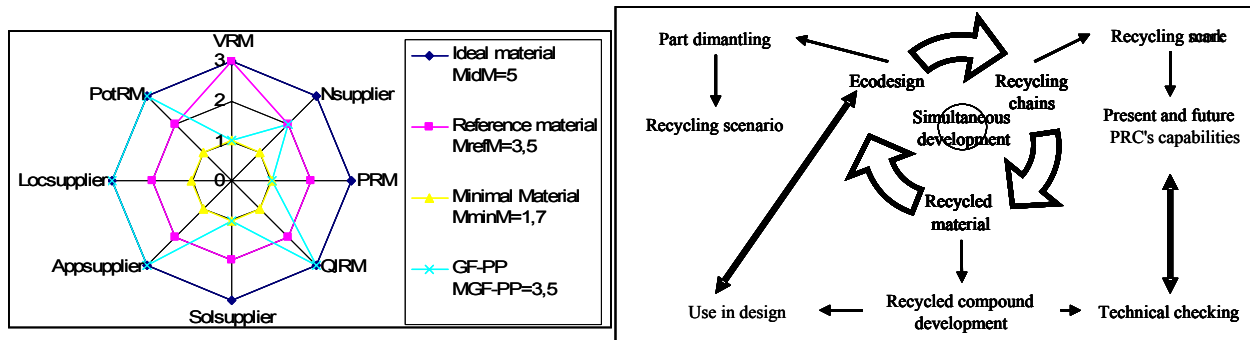 VRM
3
Nsupplier
2
PotRM
1
Locsupplier
0
PRM
Appsupplier
QIRM
Solsupplier
Ideal material
MidM=5
Reference material
MrefM=3,5
Minimal Material
MminM=1,7
GF-PP
MGF-PP=3,5
Part dimantling
Recycling
Ecodesign
Recycling
chains
Simultaneous
development
Recycling scenario
Present and future
PRC's capabilities
Recycled
material
Use in design
Recycled compound
development
Technical checking